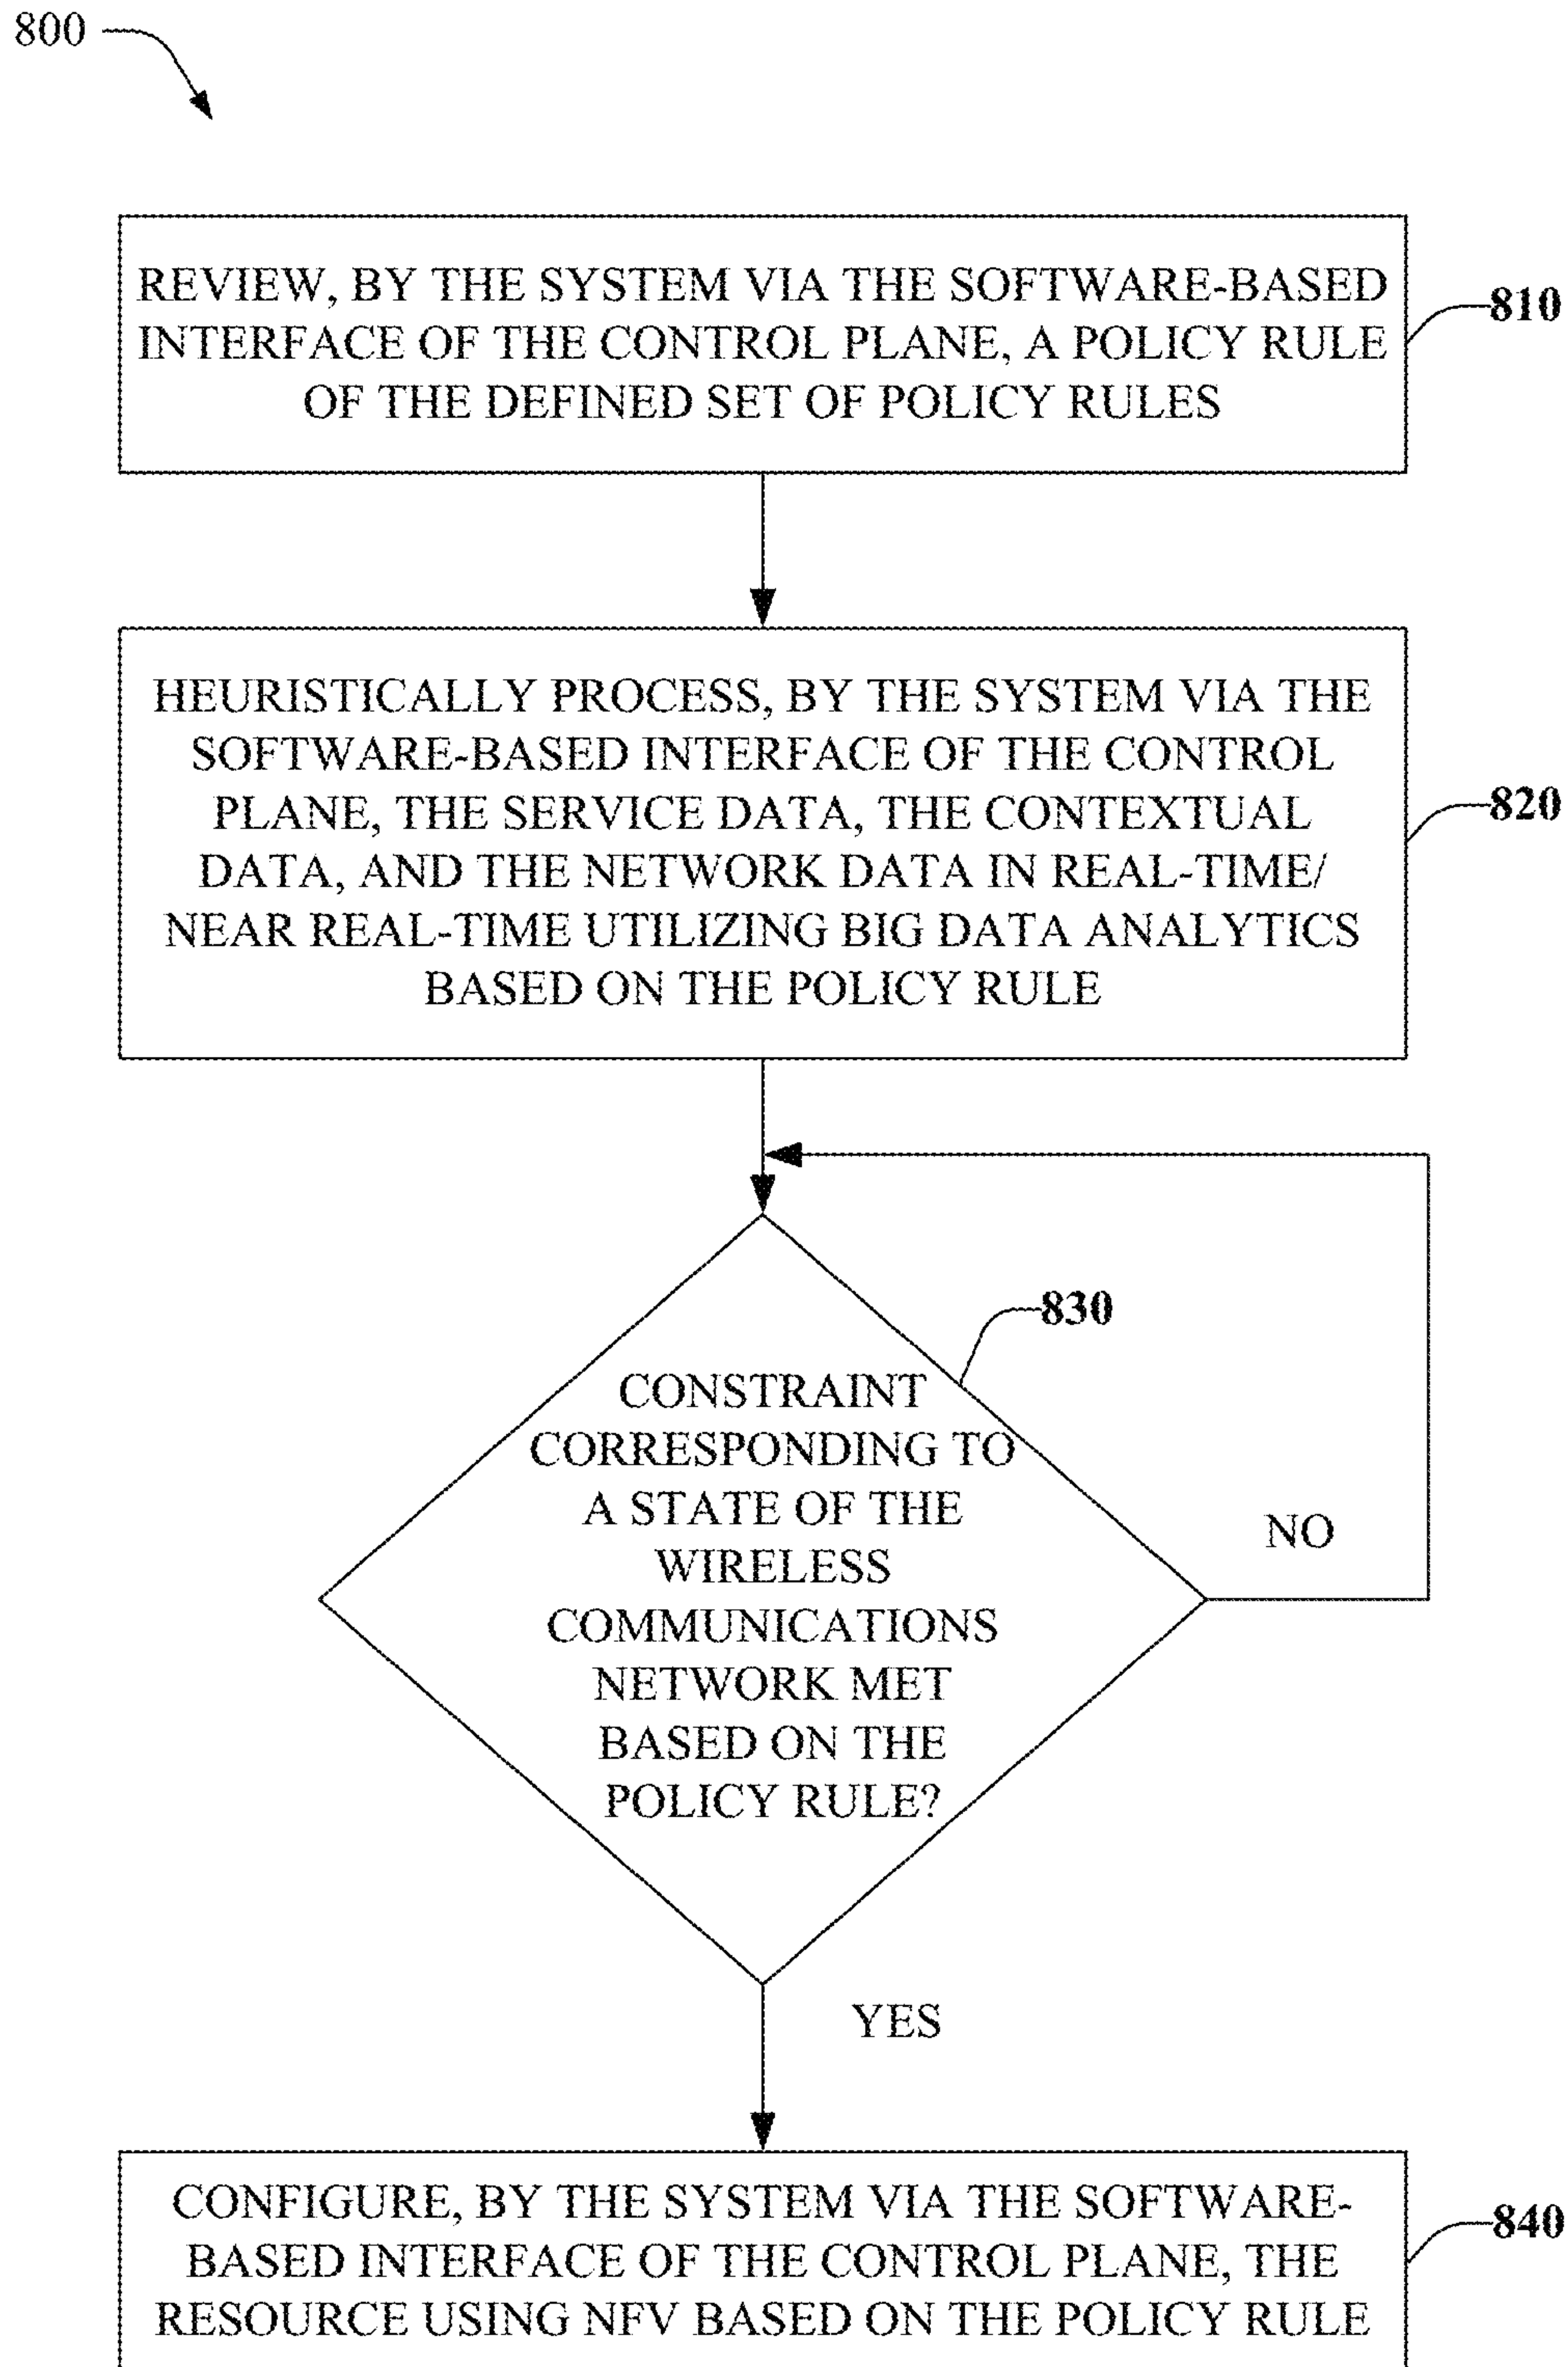 800
REVIEW, BY THE SYSTEM VIA THE SOFTWARE-BASED
INTERFACE OF THE CONTROL PLANE, A POLICY RULE
OF THE DEFINED SET OF POLICY RULES
810
HEURISTICALLY PROCESS, BY THE SYSTEM VIA THE
SOFTWARE-BASED INTERFACE OF THE CONTROL
PLANE, THE SERVICE DATA, THE CONTEXTUAL
DATA, AND THE NETWORK DATA IN REAL-TIME/
NEAR REAL-TIME UTILIZING BIG DATA ANALYTICS
BASED ON THE POLICY RULE
820
830
CONSTRAINT
CORRESPONDING TO
A STATE OF THE
WIRELESS
COMMUNICATIONS
NETWORK MET
BASED ON THE
POLICY RULE?
NO
YES
CONFIGURE, BY THE SYSTEM VIA THE SOFTWARE-
BASED INTERFACE OF THE CONTROL PLANE, THE
RESOURCE USING NFV BASED ON THE POLICY RULE
840